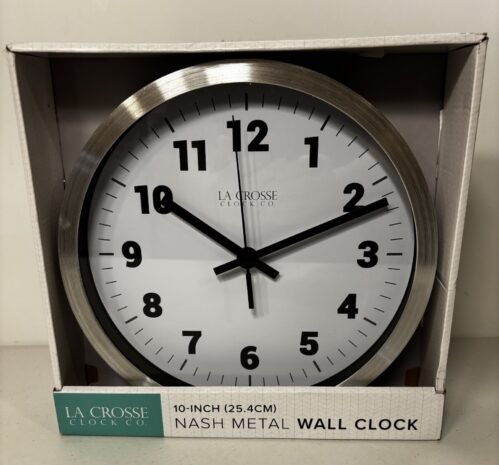 12
11
1
10
2
LA CROSSE
CLOCK CO.
9
3
8
4
7
5
6
LA CROSSE
CLOCK CO.
10-INCH (25.4CM)
NASH METAL WALL CLOCK